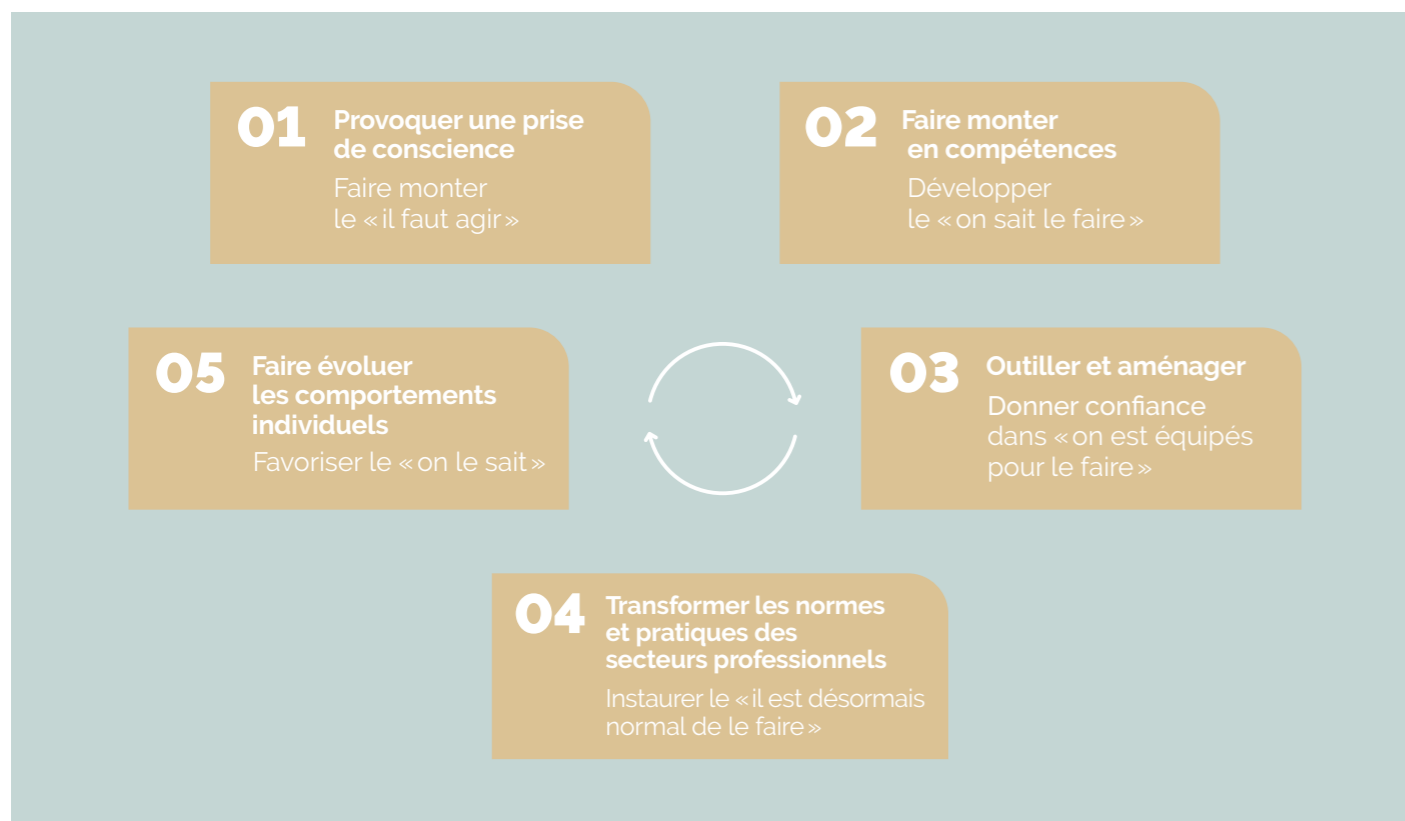 01
Provoquer une prise
de conscience
Faire monter
le « il faut agir »
02
Faire monter
en compétences
Développer
le « on sait le faire »
03
Outiller et aménager
Donner confiance
dans « on est équipés
pour le faire »
04
Transformer les normes
et pratiques des
secteurs professionnels
Instaurer le « il est désormais
normal de le faire »
05
Faire évoluer
les comportements
individuels
Favoriser le « on le sait »